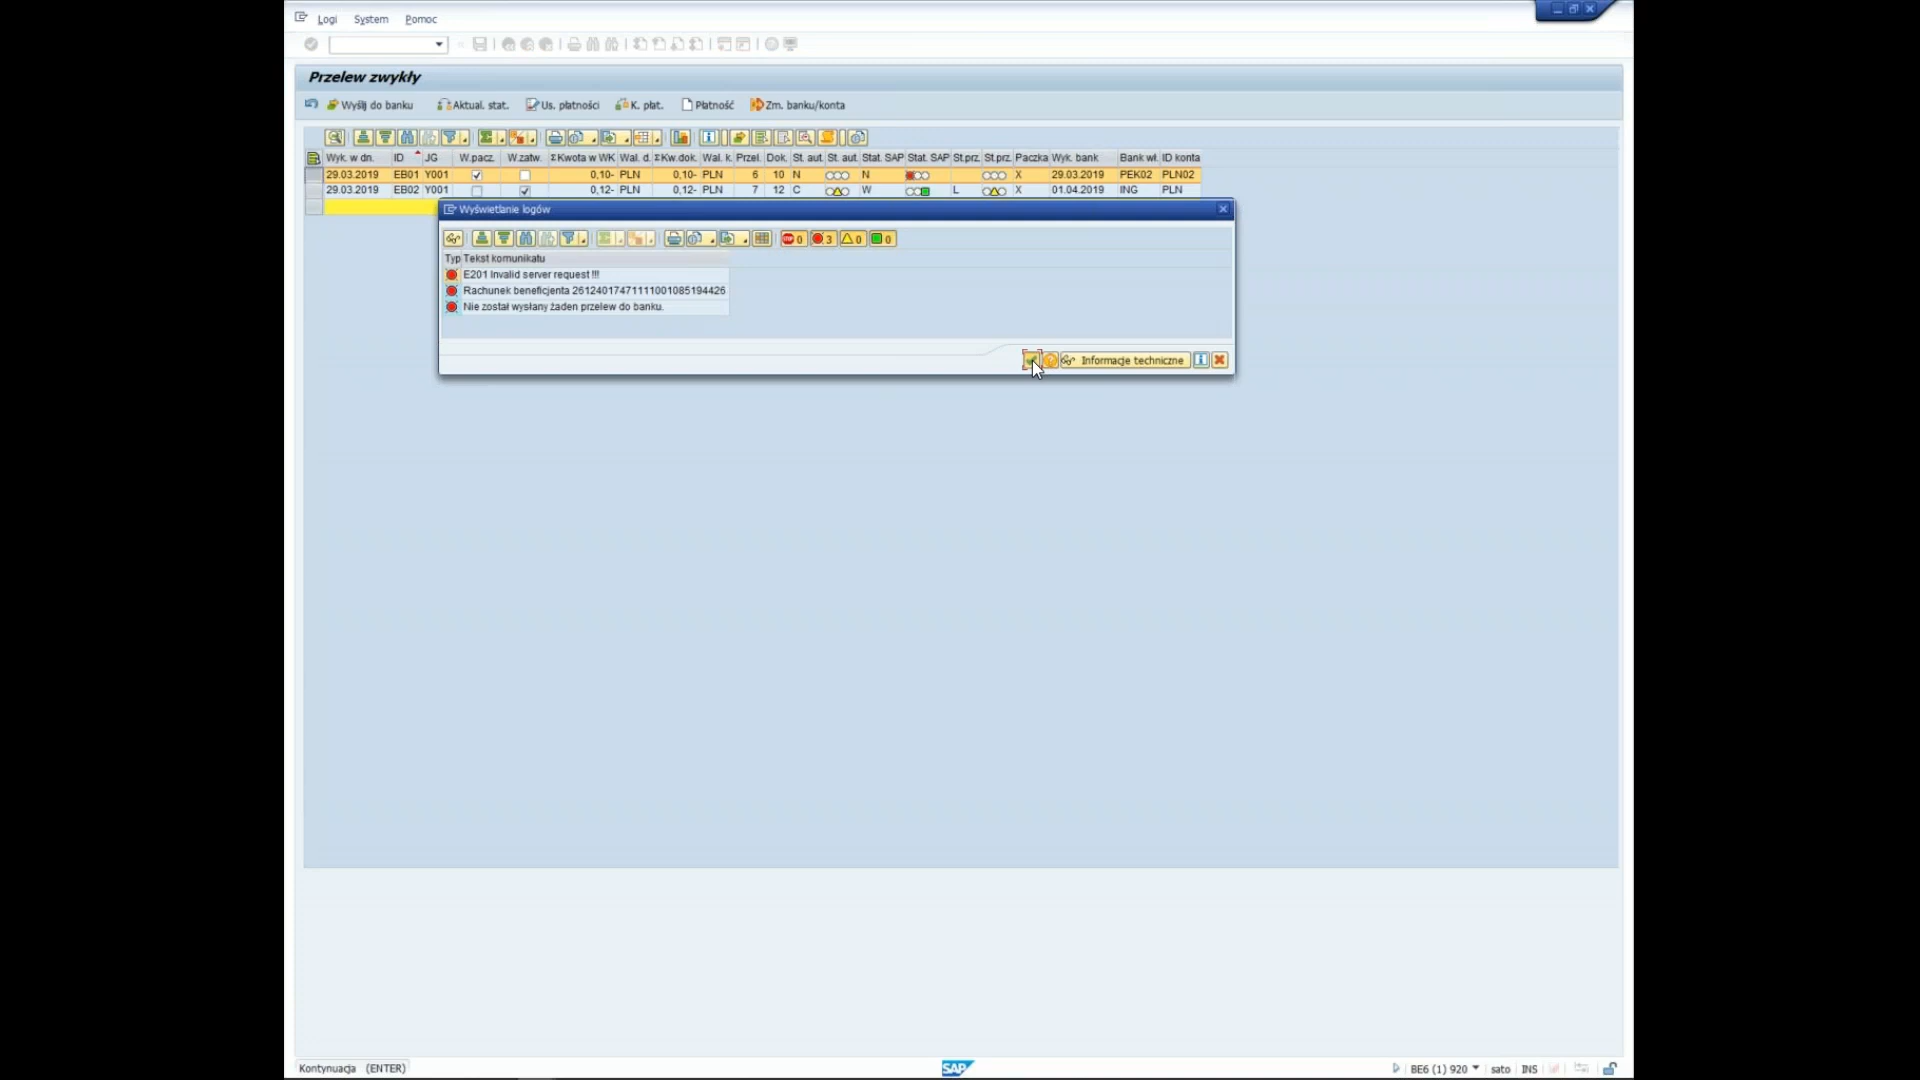 Logi System Pomoc
Przelew zwykły
Wyślij do banku Aktual. stat. Us. płatności K. płat. Płatność Zm. banku/konta
Wyk. w dn. ID JG W.pacz. W.zatw. ΣKwota w WK Wal. d. ΣKw.dok. Wal. k. Przel. Dok. St. aut. St. aut. Stat. SAP Stat. SAP St.prz. St.prz. Paczka Wyk. bank Bank wł. ID konta
29.03.2019 EB01 Y001 0,10- PLN 0,10- PLN 6 10 N N X 29.03.2019 PEK02 PLN02
29.03.2019 EB02 Y001 0,12- PLN 0,12- PLN 7 12 C W L X 01.04.2019 ING PLN
Wyświetlanie logów
STOP 0 3 0 0
Typ Tekst komunikatu
E201 Invalid server request !!!
Rachunek beneficjenta 26124017471111001085194426
Nie został wysłany żaden przelew do banku.
Informacje techniczne
Kontynuacja (ENTER)
SAP
BE6 (1) 920 sato INS